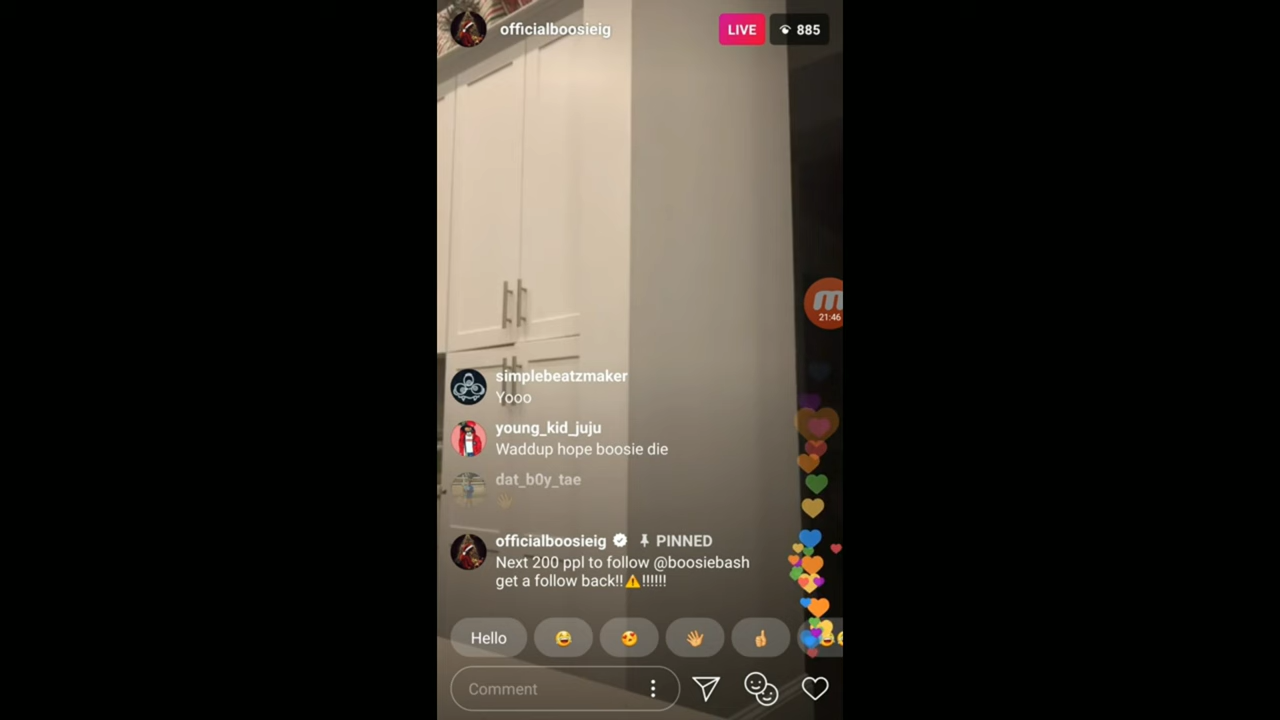 officialboosieig
LIVE
885
21:46
simplebeatzmaker
Yooo
young_kid_juju
Waddup hope boosie die
dat_b0y_tae
👋
officialboosieig PINNED
Next 200 ppl to follow @boosiebash
get a follow back!!⚠️!!!!!!
Hello 😂 😍 👋 👆
Comment